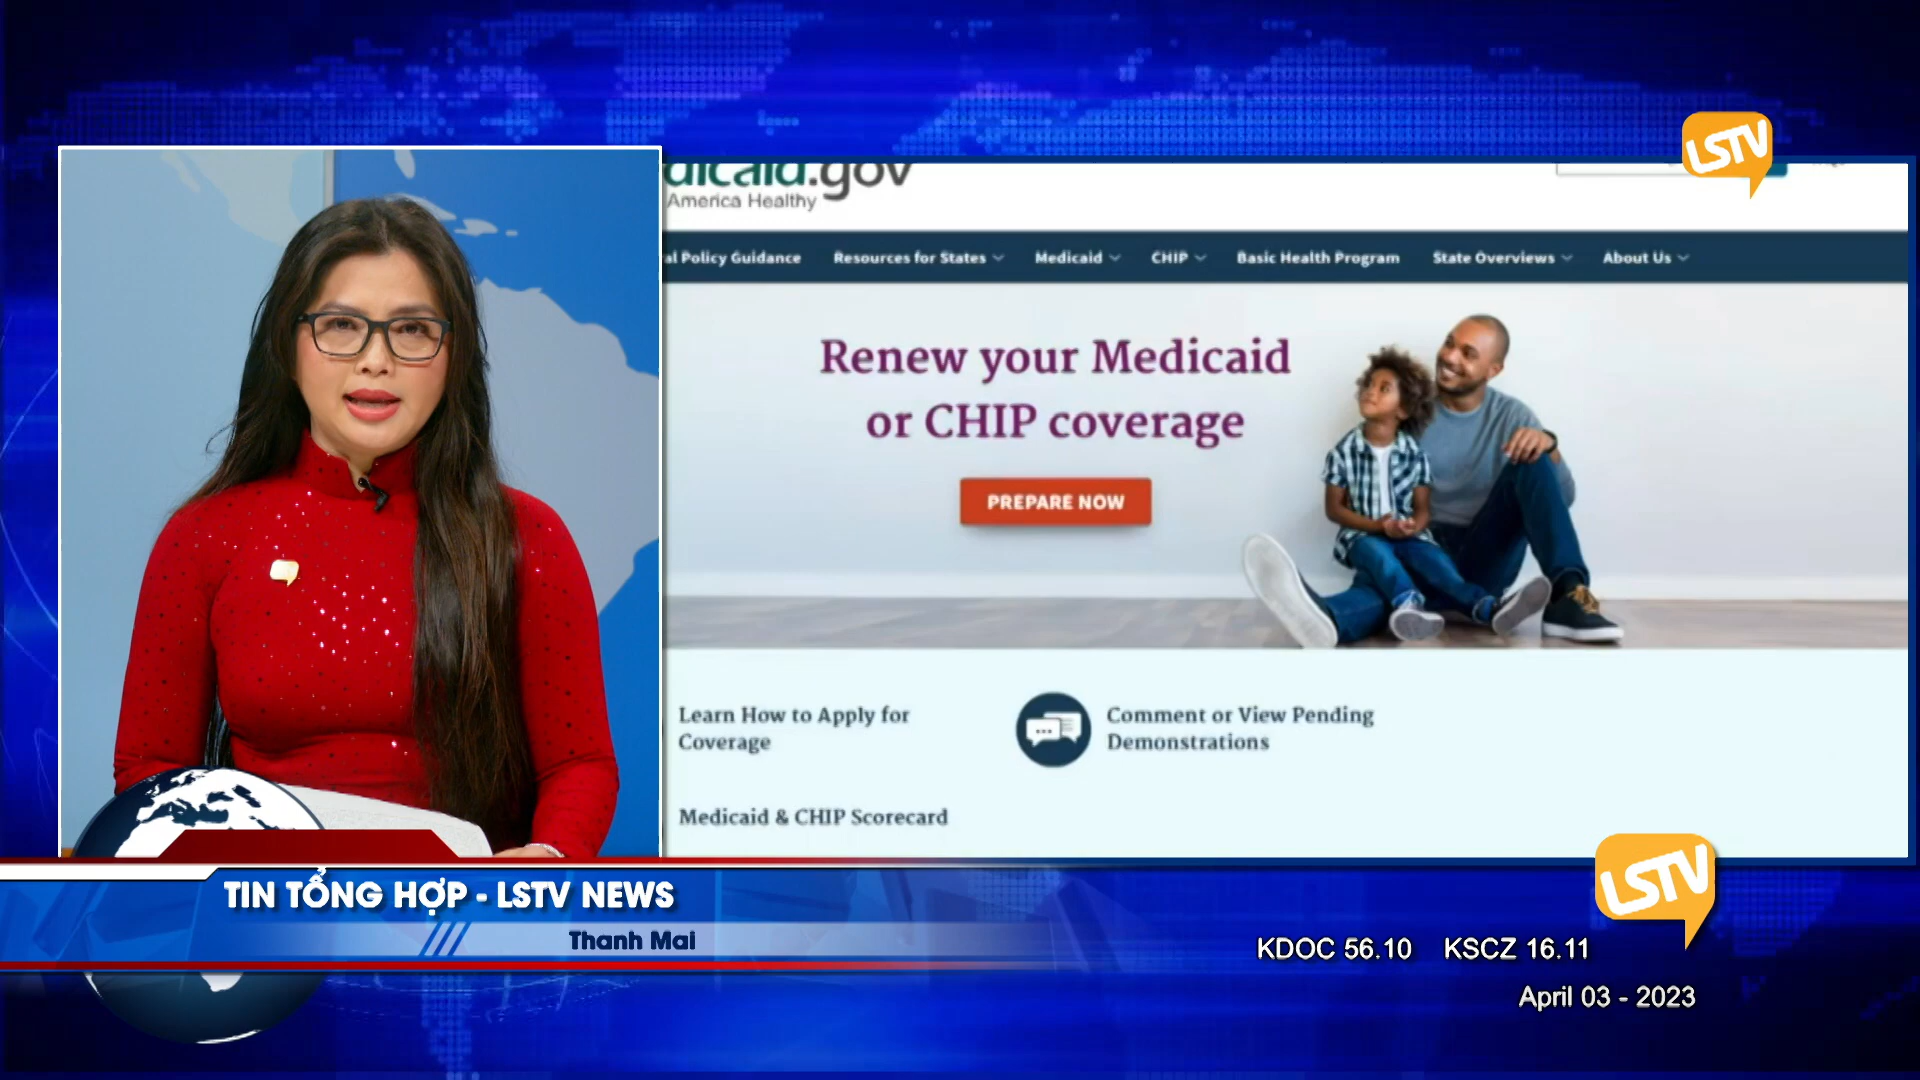 LSTV
dicaid.gov
America Healthy
al Policy Guidance Resources for States Medicaid CHIP Basic Health Program State Overviews About Us
Renew your Medicaid
or CHIP coverage
PREPARE NOW
Learn How to Apply for
Coverage
Comment or View Pending
Demonstrations
Medicaid & CHIP Scorecard
LSTV
TIN TỔNG HỢP - LSTV NEWS
Thanh Mai
KDOC 56.10 KSCZ 16.11
April 03 - 2023